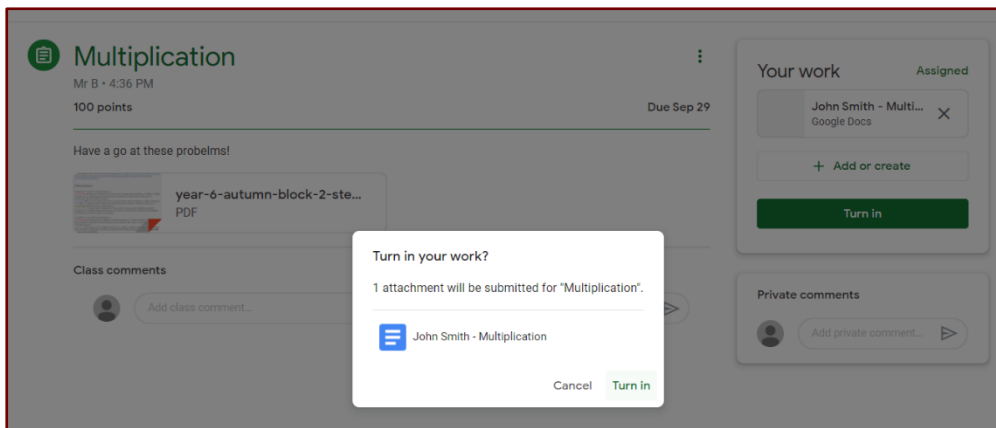 Multiplication
Mr B • 4:36 PM
100 points
Due Sep 29
Have a go at these probelms!
year-6-autumn-block-2-ste...
PDF
Class comments
Add class comment...
Your work
Assigned
John Smith - Multi...
Google Docs
+ Add or create
Turn in
Private comments
Add private comment...
Turn in your work?
1 attachment will be submitted for "Multiplication".
John Smith - Multiplication
Cancel
Turn in